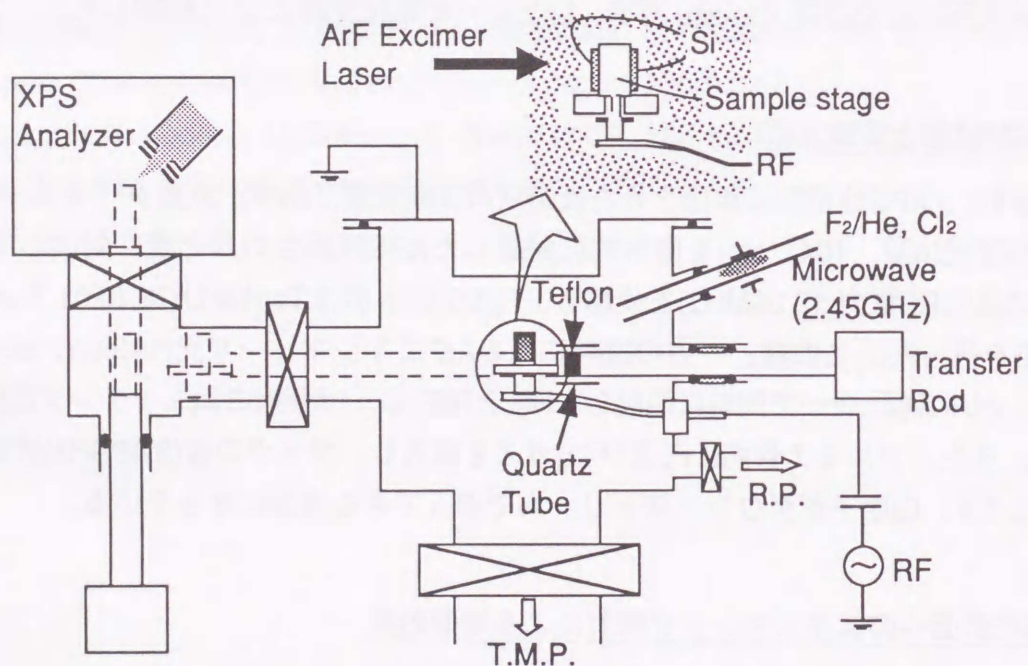 ArF Excimer
Laser
Si
Sample stage
RF
XPS
Analyzer
F₂/He, Cl₂
Microwave
(2.45GHz)
Teflon
Transfer
Rod
Quartz
Tube
R.P.
RF
T.M.P.